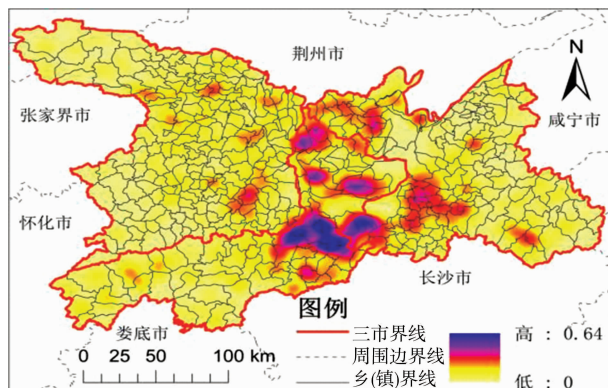 荆州市
N
张家界市
咸宁市
怀化市
长沙市
图例
娄底市
三市界线
高 : 0.64
周围边界线
0 25 50 100 km
乡(镇)界线
低 : 0